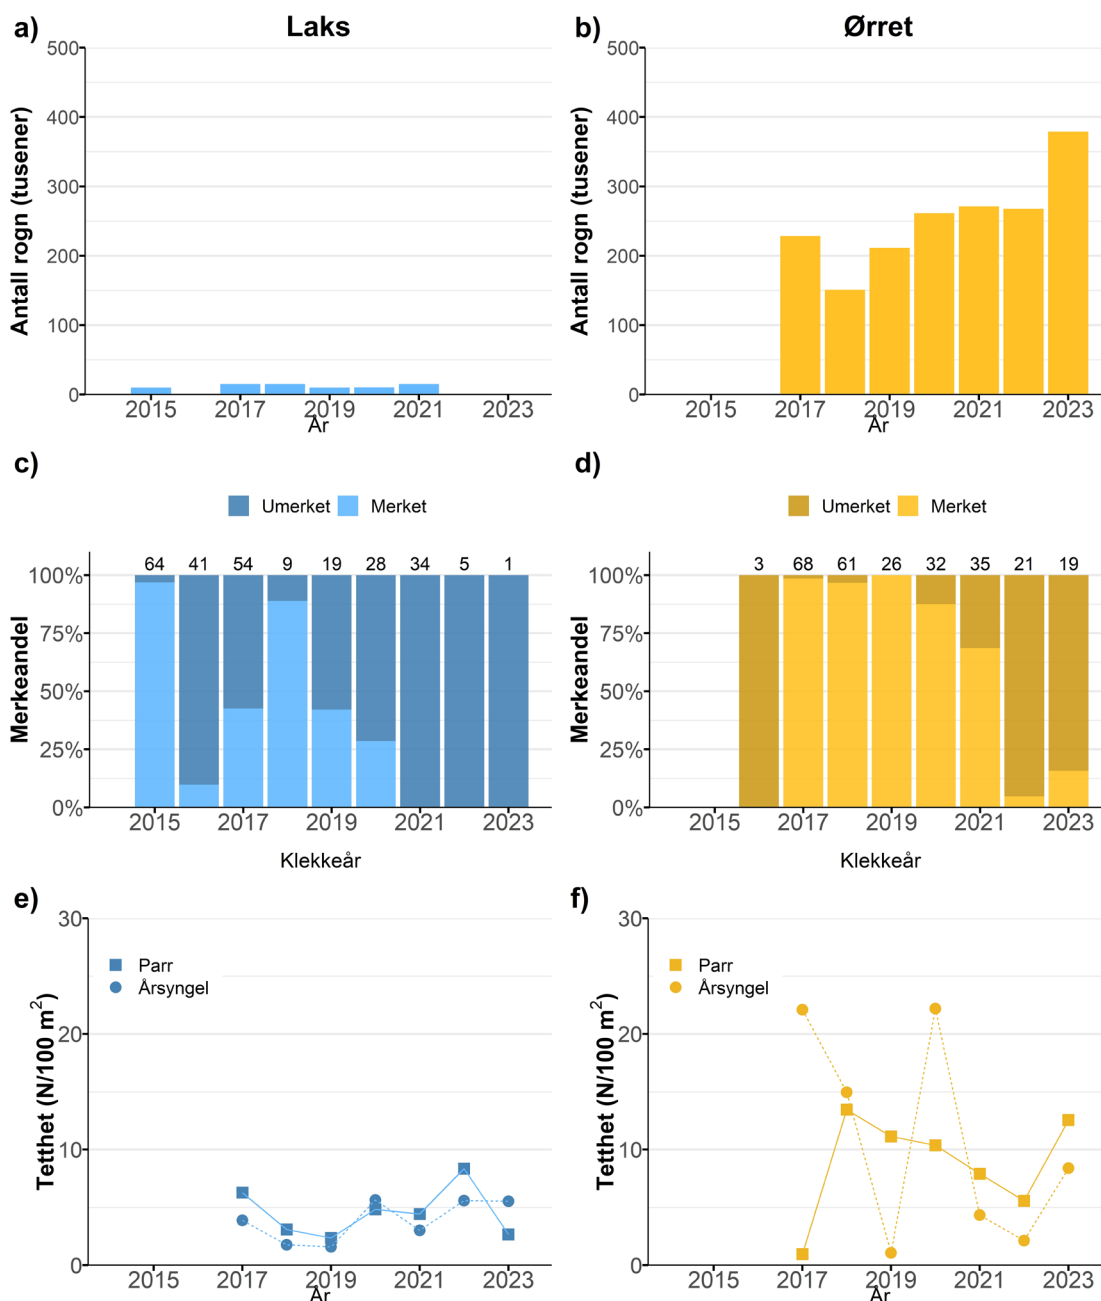 a) Laks
Antall rogn (tusener)
500
400
300
200
100
0
2015 2017 2019 2021 2023
År
b) Ørret
Antall rogn (tusener)
500
400
300
200
100
0
2015 2017 2019 2021 2023
År
c)
Umerket Merket
64 41 54 9 19 28 34 5 1
Merkeandel
100%
75%
50%
25%
0%
2015 2017 2019 2021 2023
Klekkeår
d)
Umerket Merket
3 68 61 26 32 35 21 19
Merkeandel
100%
75%
50%
25%
0%
2015 2017 2019 2021 2023
Klekkeår
e)
Tetthet (N/100 m²)
30
20
10
0
Parr
Årsyngel
2015 2017 2019 2021 2023
År
f)
Tetthet (N/100 m²)
30
20
10
0
Parr
Årsyngel
2015 2017 2019 2021 2023
År